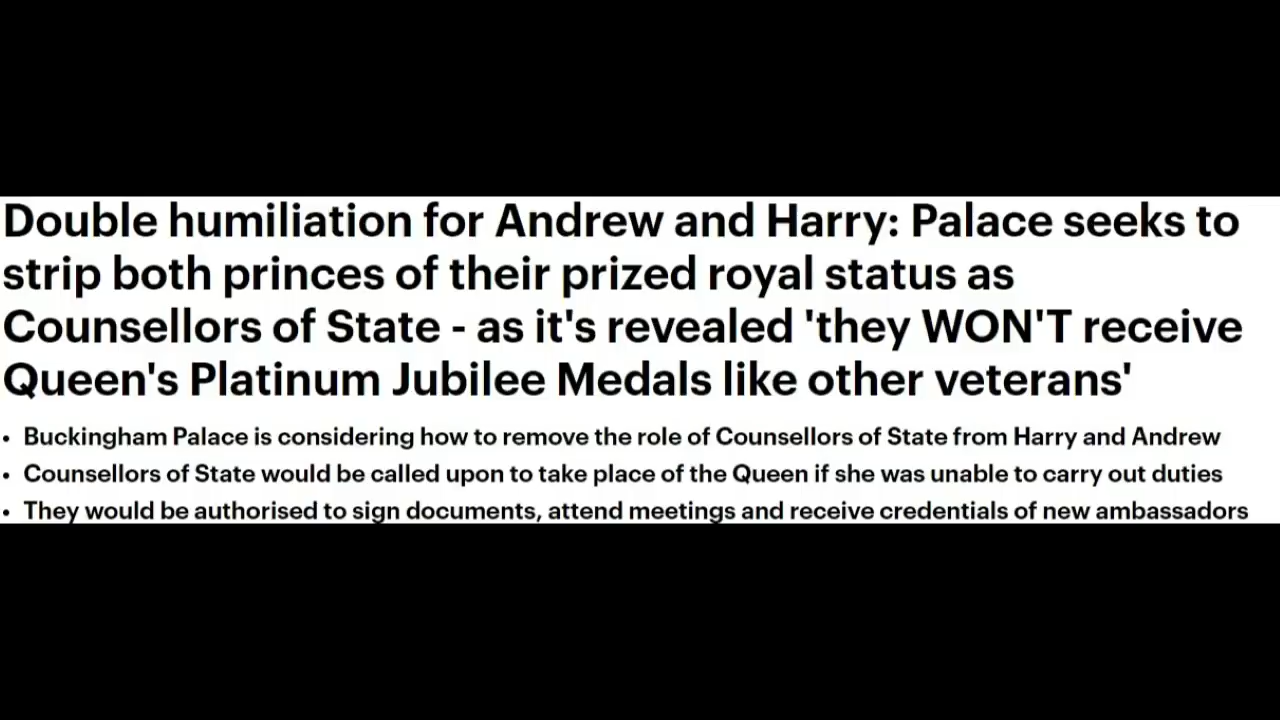 Double humiliation for Andrew and Harry: Palace seeks to
strip both princes of their prized royal status as
Counsellors of State - as it's revealed 'they WON'T receive
Queen's Platinum Jubilee Medals like other veterans'
• Buckingham Palace is considering how to remove the role of Counsellors of State from Harry and Andrew
• Counsellors of State would be called upon to take place of the Queen if she was unable to carry out duties
• They would be authorised to sign documents, attend meetings and receive credentials of new ambassadors